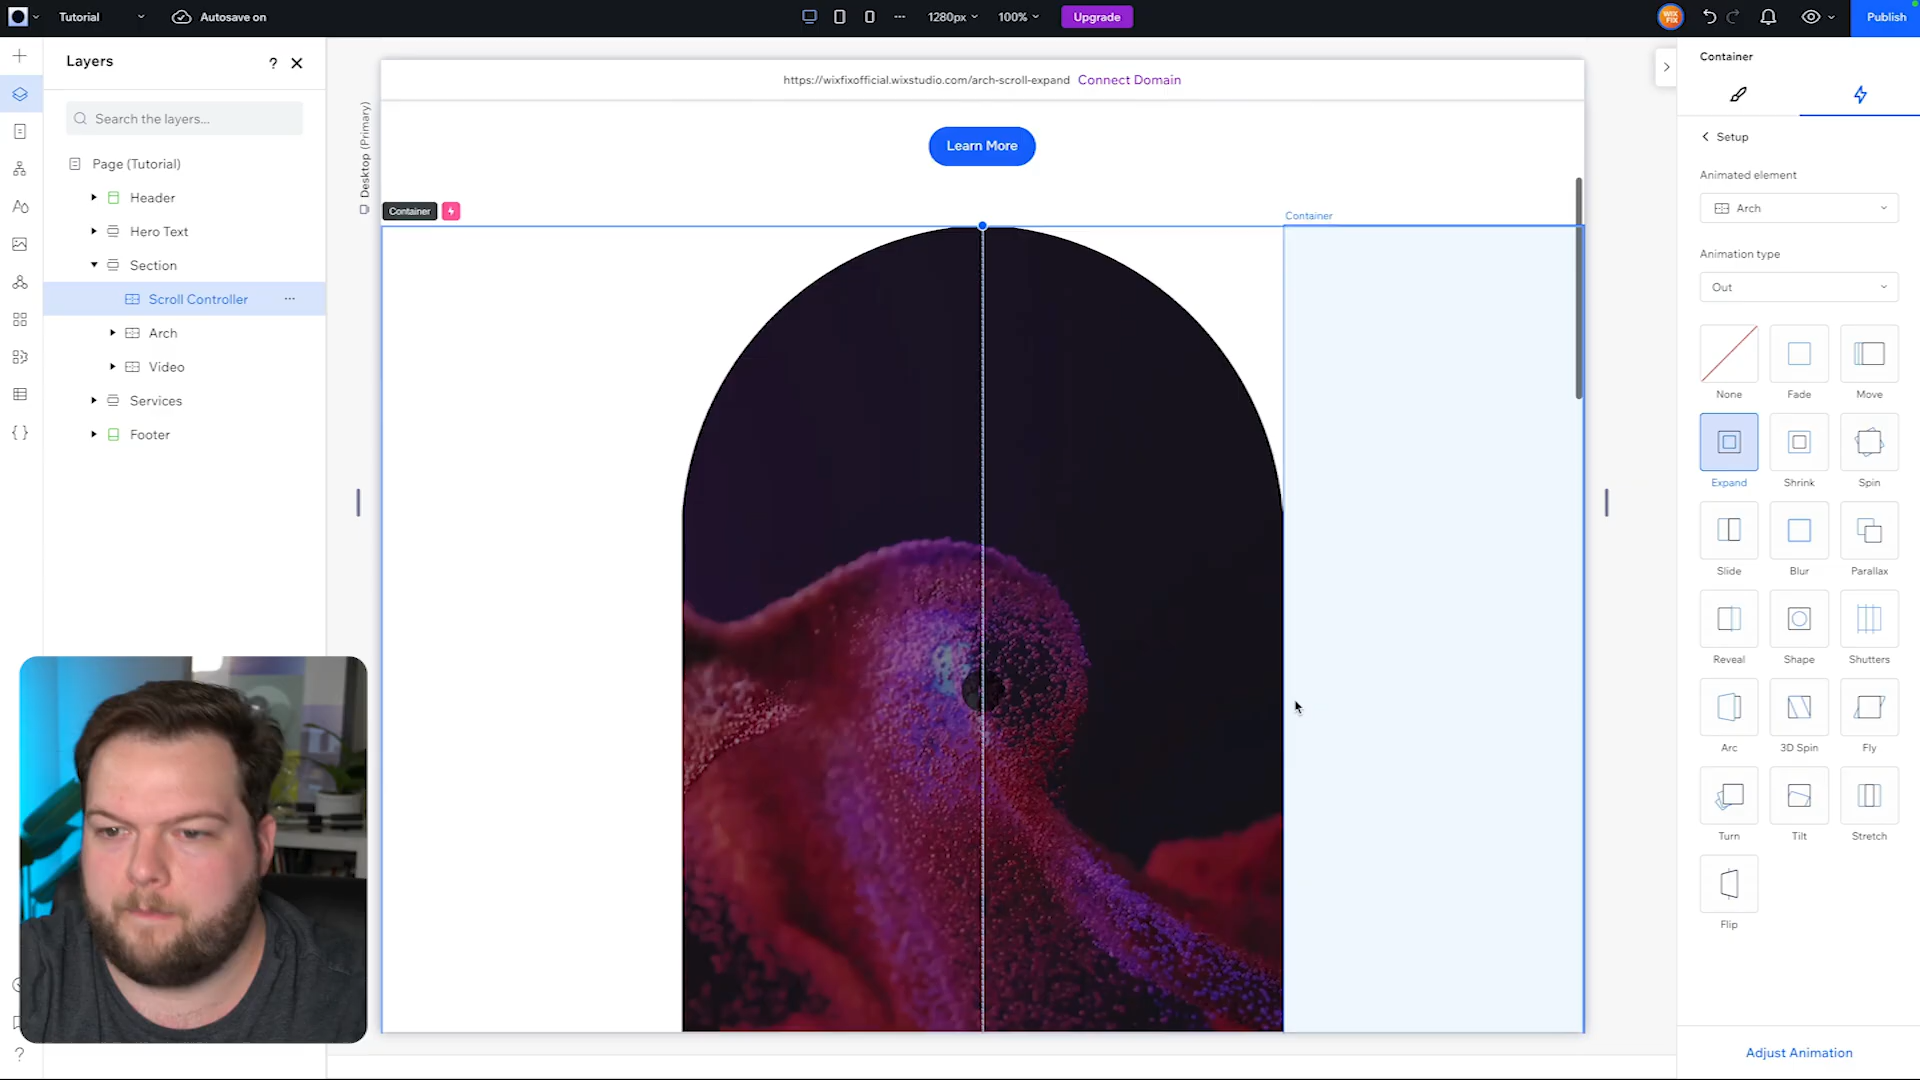 Tutorial
Autosave on
1280px
100%
Upgrade
WIX
FIX
Publish
Layers
?
Search the layers...
Page (Tutorial)
Header
Hero Text
Section
Scroll Controller
Arch
Video
Services
Footer
Desktop (Primary)
https://wixfixofficial.wixstudio.com/arch-scroll-expand Connect Domain
Learn More
Container
Container
Container
Setup
Animated element
Arch
Animation type
Out
None
Fade
Move
Expand
Shrink
Spin
Slide
Blur
Parallax
Reveal
Shape
Shutters
Arc
3D Spin
Fly
Turn
Tilt
Stretch
Flip
Adjust Animation
?